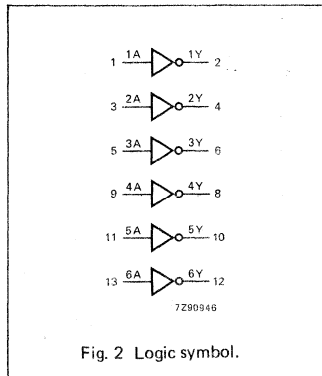 1 1A 1Y 2
3 2A 2Y 4
5 3A 3Y 6
9 4A 4Y 8
11 5A 5Y 10
13 6A 6Y 12
7Z90946
Fig. 2 Logic symbol.